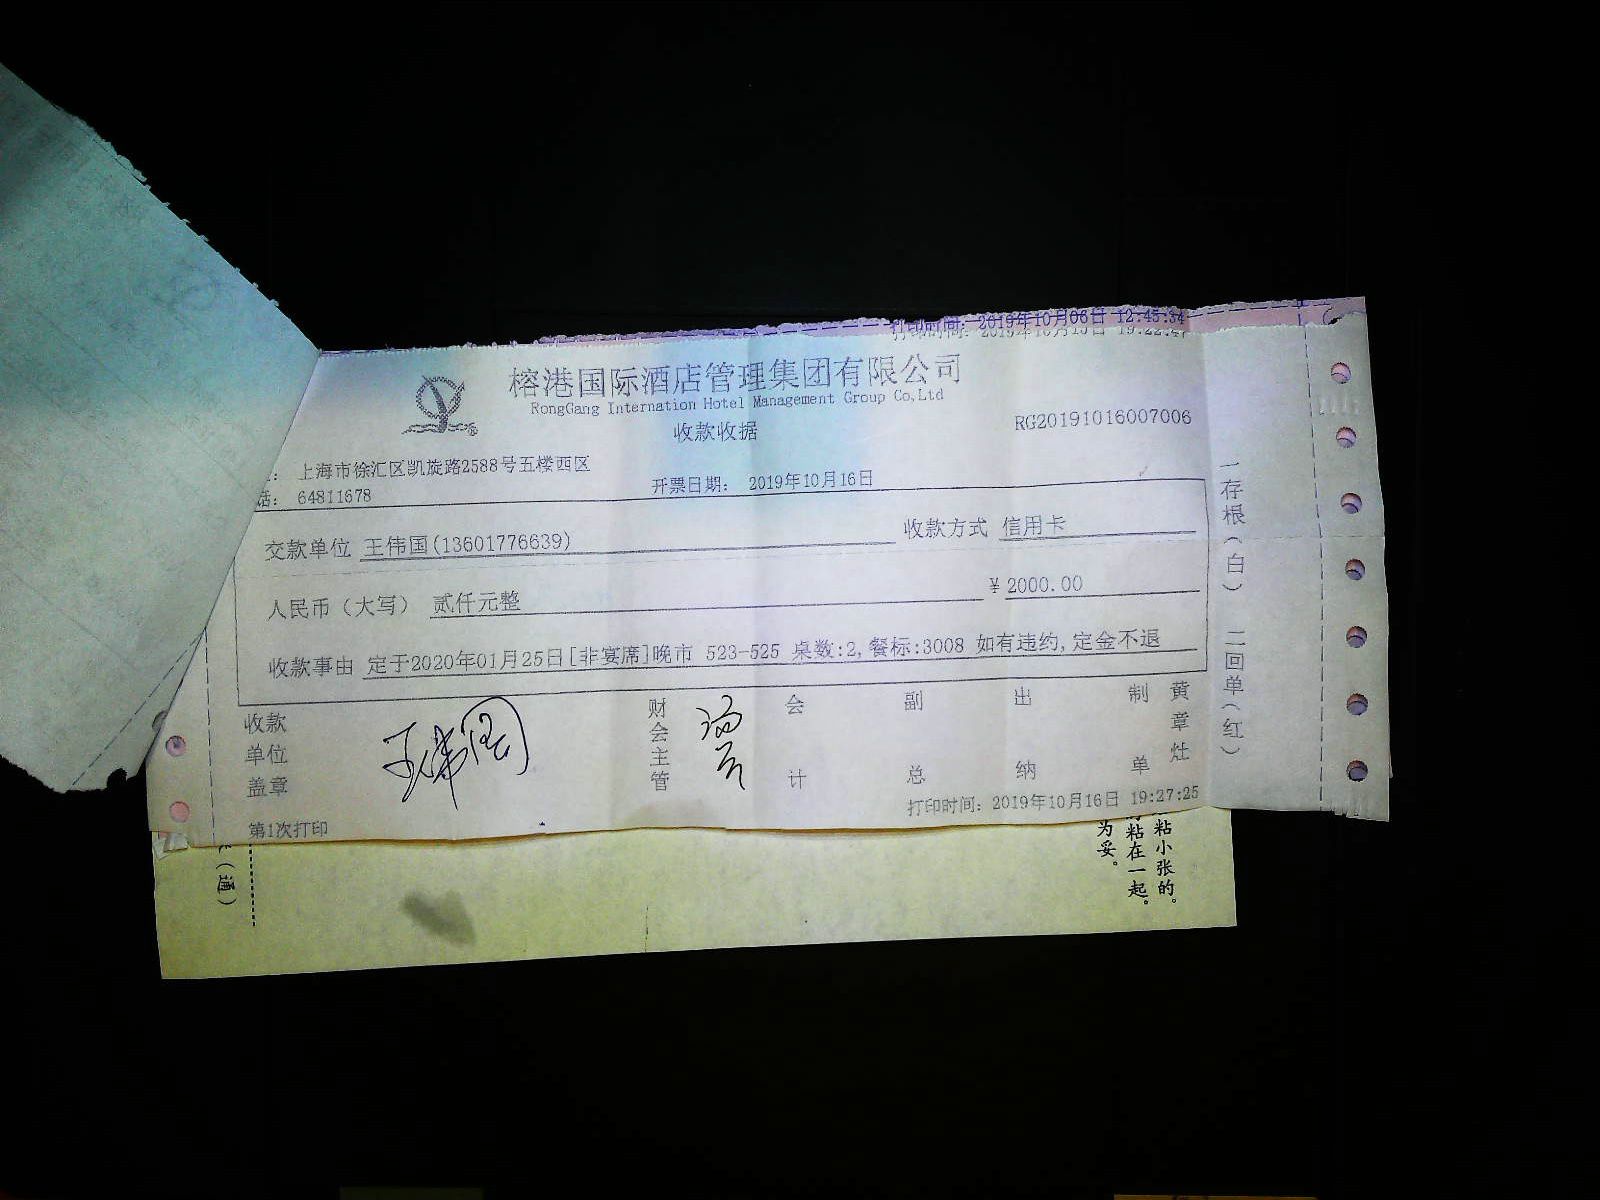 打印时间: 2019年10月06日 12:45:34
榕港国际酒店管理集团有限公司
RongGang Internation Hotel Management Group Co,Ltd
收款收据
RG20191016007006
: 上海市徐汇区凯旋路2588号五楼西区
话: 64811678
开票日期: 2019年10月16日
交款单位 王伟国(13601776639)
收款方式 信用卡
人民币（大写） 贰仟元整
¥ 2000.00
收款事由 定于2020年01月25日[非宴席]晚市 523-525 桌数:2,餐标:3008 如有违约,定金不退
收款单位盖章
王伟国
财会主管
会计
副总
出纳
制单
黄章灶
第1次打印
打印时间: 2019年10月16日 19:27:25
一存根(白) 二回单(红)
粘小张的。
粘在一起。
为妥。
(通)